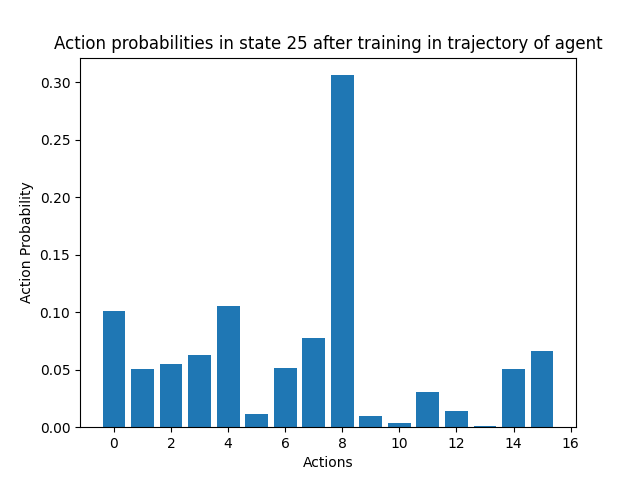 Action probabilities in state 25 after training in trajectory of agent
0.30
0.25
0.20
0.15
0.10
0.05
0.00
Action Probability
0 2 4 6 8 10 12 14 16
Actions